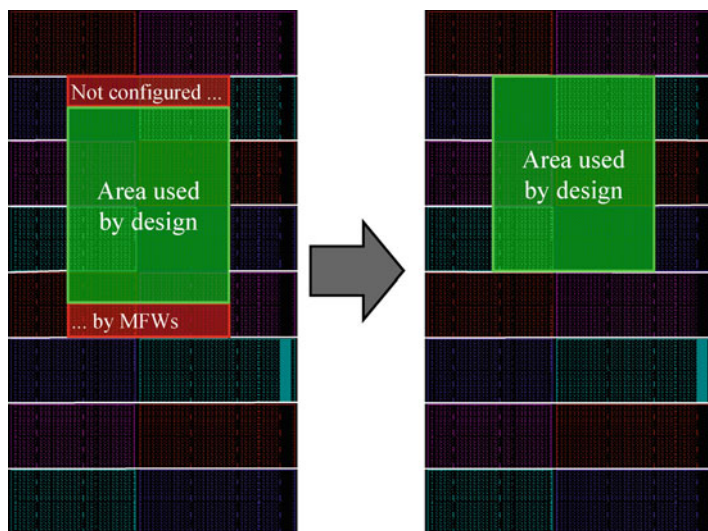 Not configured ...
Area used
by design
... by MFWs
Area used
by design